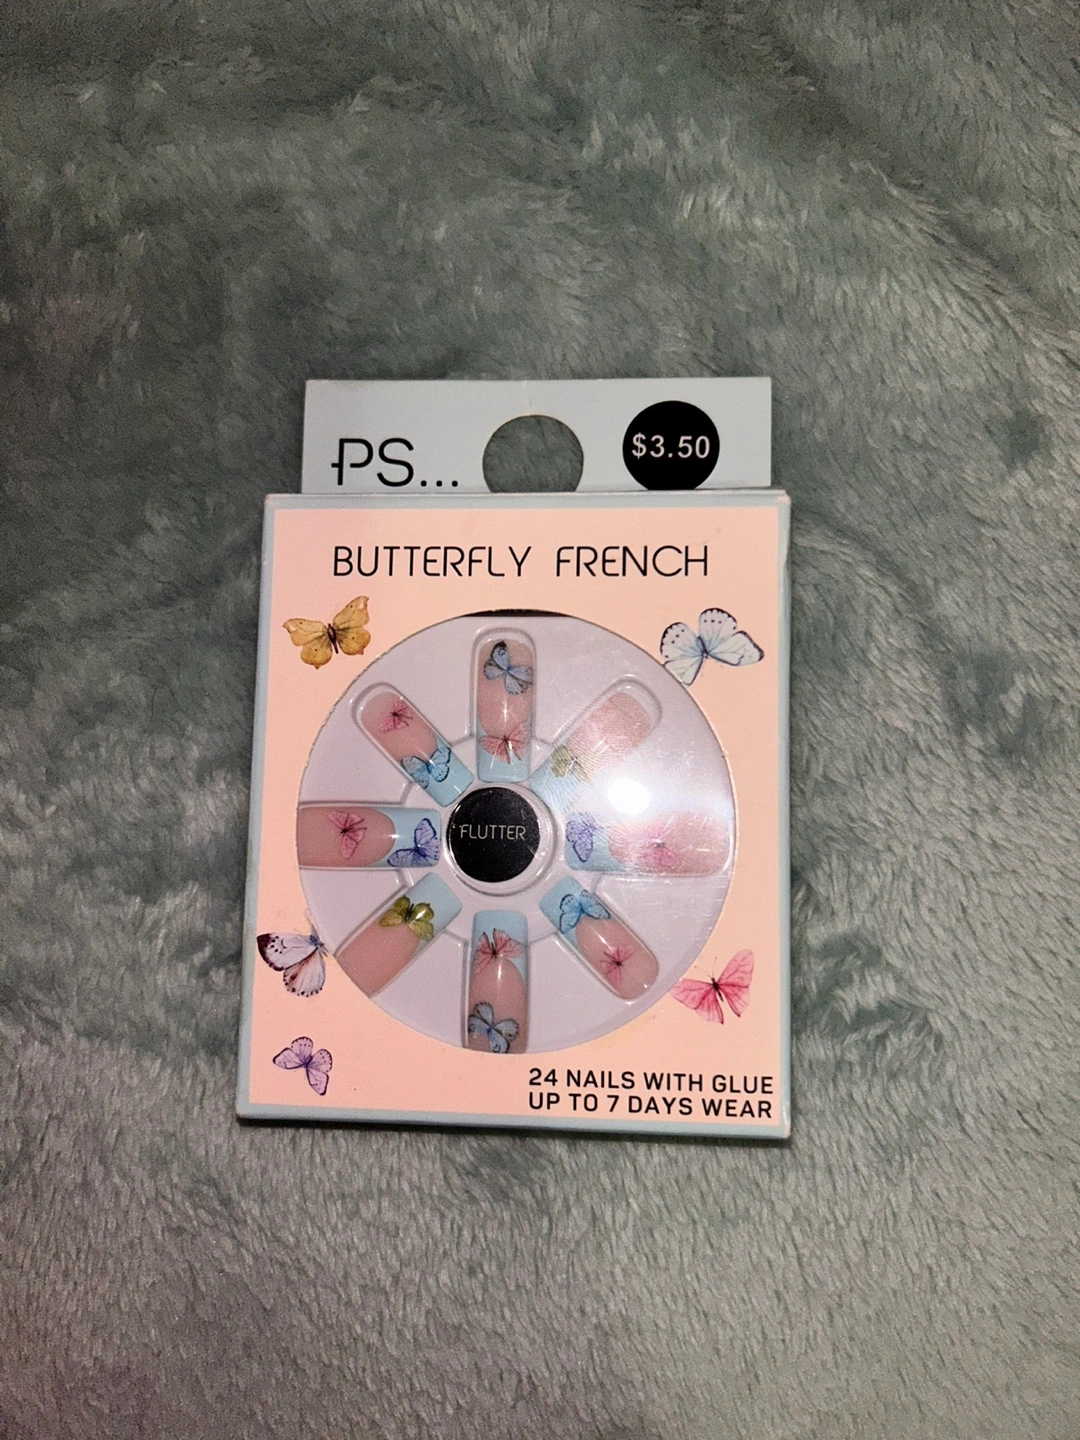 PS...
$3.50
BUTTERFLY FRENCH
FLUTTER
24 NAILS WITH GLUE
UP TO 7 DAYS WEAR